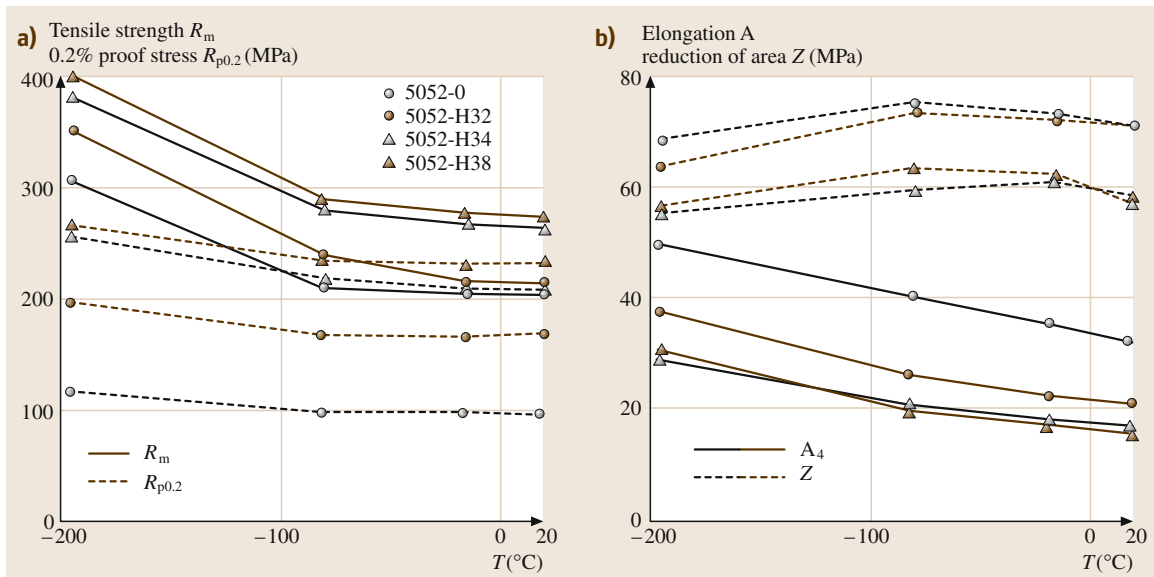 a) Tensile strength Rm
0.2% proof stress Rp0.2 (MPa)
400
300
200
100
0
−200
−100
0
20
T (°C)
5052-0
5052-H32
5052-H34
5052-H38
Rm
Rp0.2
b) Elongation A
reduction of area Z (MPa)
80
60
40
20
0
−200
−100
0
20
T (°C)
A4
Z